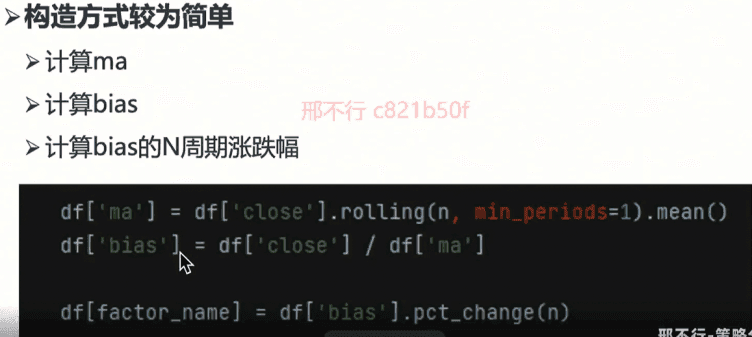 ➢构造方式较为简单
➢计算ma
➢计算bias
邢不行 c821b50f
➢计算bias的N周期涨跌幅
df['ma'] = df['close'].rolling(n, min_periods=1).mean()
df['bias'] = df['close'] / df['ma']
df[factor_name] = df['bias'].pct_change(n)
邢不行-策略